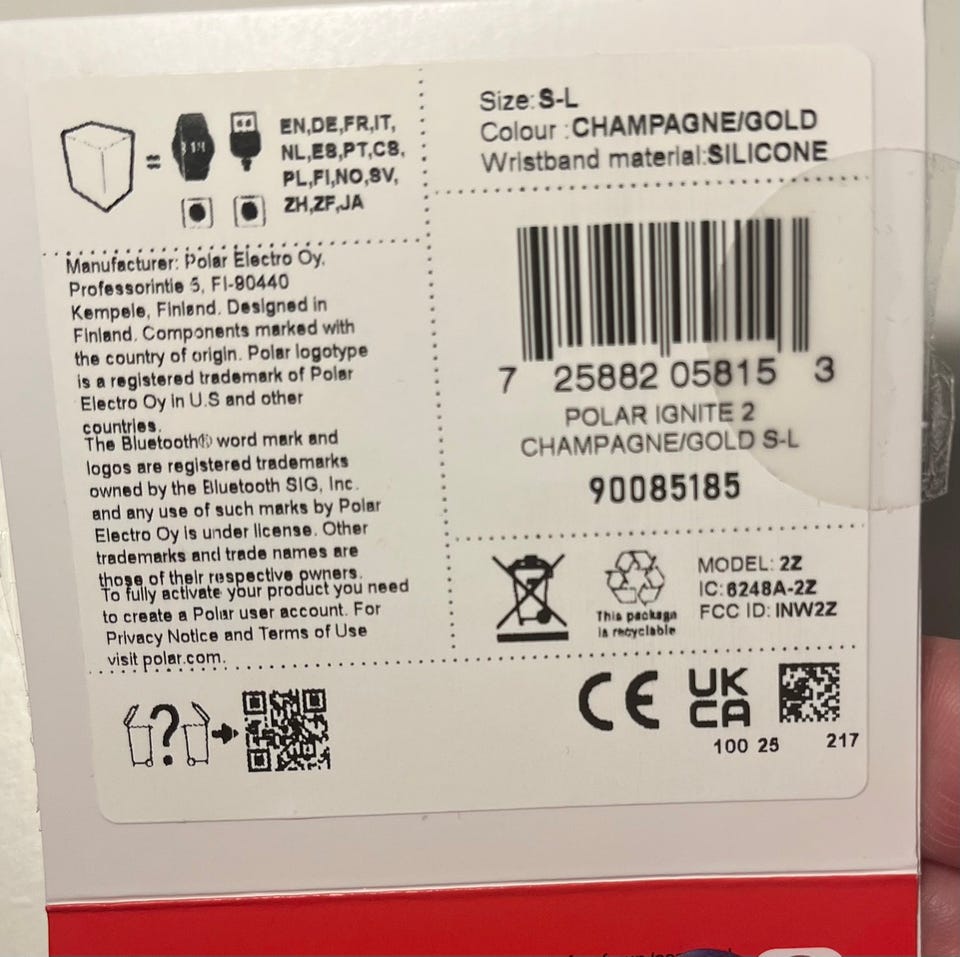 EN,DE,FR,IT,
NL,ES,PT,CS,
PL,FI,NO,SV,
ZH,ZF,JA
Manufacturer: Polar Electro Oy,
Professorintie 5, FI-90440
Kempele, Finland. Designed in
Finland. Components marked with
the country of origin. Polar logotype
is a registered trademark of Polar
Electro Oy in U.S and other
countries.
The Bluetooth® word mark and
logos are registered trademarks
owned by the Bluetooth SIG, Inc.
and any use of such marks by Polar
Electro Oy is under license. Other
trademarks and trade names are
those of their respective owners.
To fully activate your product you need
to create a Polar user account. For
Privacy Notice and Terms of Use
visit polar.com.
?
Size: S-L
Colour : CHAMPAGNE/GOLD
Wristband material: SILICONE
7 25882 05815 3
POLAR IGNITE 2
CHAMPAGNE/GOLD S-L
90085185
This package
is recyclable
MODEL: 2Z
IC: 6248A-2Z
FCC ID: INW2Z
CE
UK
CA
100 25
217